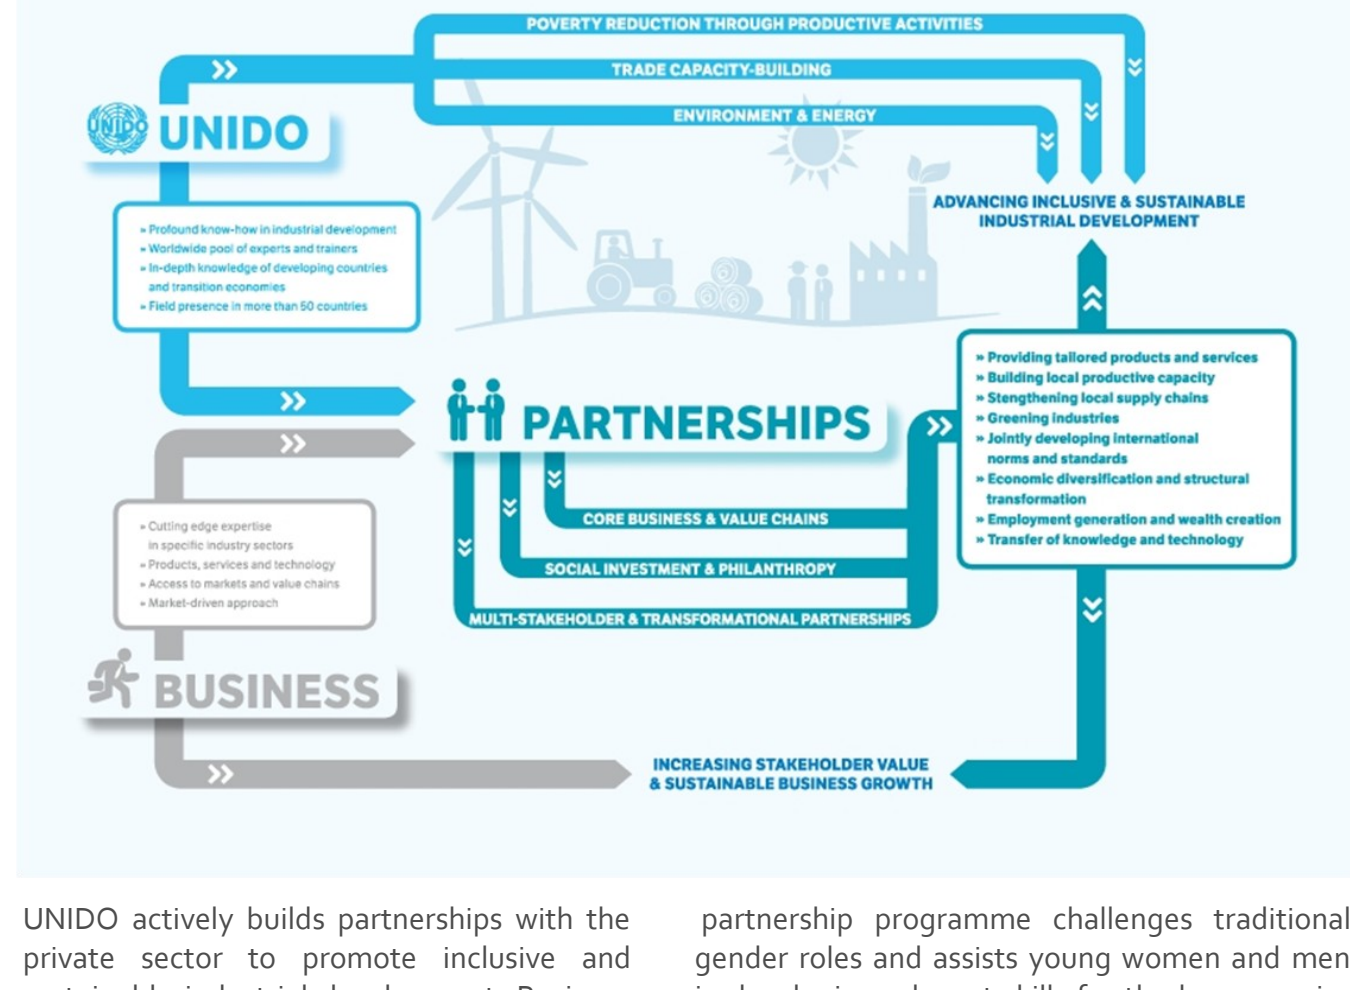 POVERTY REDUCTION THROUGH PRODUCTIVE ACTIVITIES
TRADE CAPACITY-BUILDING
ENVIRONMENT & ENERGY
UNIDO
UNIDO
ADVANCING INCLUSIVE & SUSTAINABLE
INDUSTRIAL DEVELOPMENT
» Profound know-how in industrial development
» Worldwide pool of experts and trainers
» In-depth knowledge of developing countries
and transition economies
» Field presence in more than 50 countries
PARTNERSHIPS
» Providing tailored products and services
» Building local productive capacity
» Stengthening local supply chains
» Greening industries
» Jointly developing international
norms and standards
» Economic diversification and structural
transformation
» Employment generation and wealth creation
» Transfer of knowledge and technology
CORE BUSINESS & VALUE CHAINS
SOCIAL INVESTMENT & PHILANTHROPY
MULTI-STAKEHOLDER & TRANSFORMATIONAL PARTNERSHIPS
» Cutting edge expertise
in specific industry sectors
» Products, services and technology
» Access to markets and value chains
» Market-driven approach
BUSINESS
INCREASING STAKEHOLDER VALUE
& SUSTAINABLE BUSINESS GROWTH
UNIDO actively builds partnerships with the
private sector to promote inclusive and
partnership programme challenges traditional
gender roles and assists young women and men